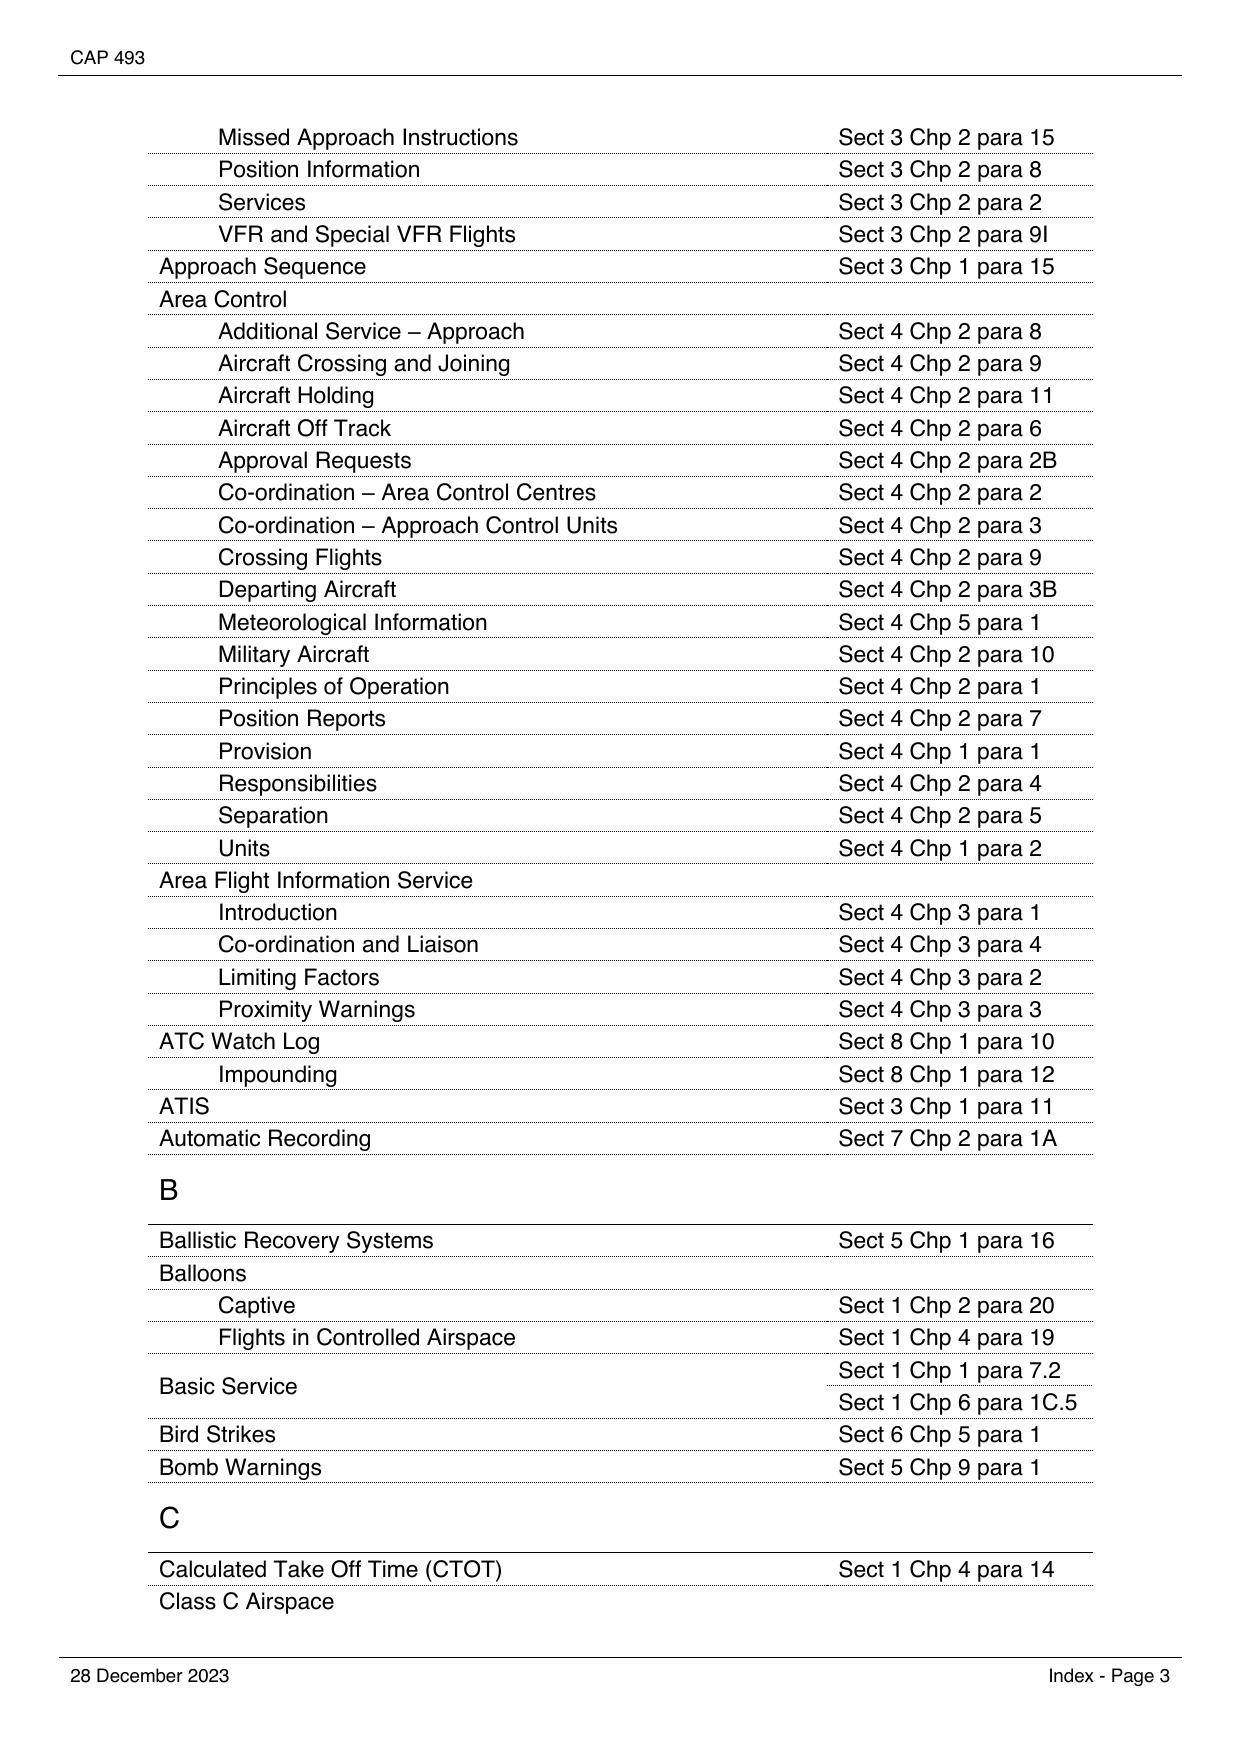 CAP 493
Missed Approach Instructions Sect 3 Chp 2 para 15
Position Information Sect 3 Chp 2 para 8
Services Sect 3 Chp 2 para 2
VFR and Special VFR Flights Sect 3 Chp 2 para 9I
Approach Sequence Sect 3 Chp 1 para 15
Area Control
Additional Service – Approach Sect 4 Chp 2 para 8
Aircraft Crossing and Joining Sect 4 Chp 2 para 9
Aircraft Holding Sect 4 Chp 2 para 11
Aircraft Off Track Sect 4 Chp 2 para 6
Approval Requests Sect 4 Chp 2 para 2B
Co-ordination – Area Control Centres Sect 4 Chp 2 para 2
Co-ordination – Approach Control Units Sect 4 Chp 2 para 3
Crossing Flights Sect 4 Chp 2 para 9
Departing Aircraft Sect 4 Chp 2 para 3B
Meteorological Information Sect 4 Chp 5 para 1
Military Aircraft Sect 4 Chp 2 para 10
Principles of Operation Sect 4 Chp 2 para 1
Position Reports Sect 4 Chp 2 para 7
Provision Sect 4 Chp 1 para 1
Responsibilities Sect 4 Chp 2 para 4
Separation Sect 4 Chp 2 para 5
Units Sect 4 Chp 1 para 2
Area Flight Information Service
Introduction Sect 4 Chp 3 para 1
Co-ordination and Liaison Sect 4 Chp 3 para 4
Limiting Factors Sect 4 Chp 3 para 2
Proximity Warnings Sect 4 Chp 3 para 3
ATC Watch Log Sect 8 Chp 1 para 10
Impounding Sect 8 Chp 1 para 12
ATIS Sect 3 Chp 1 para 11
Automatic Recording Sect 7 Chp 2 para 1A
B
Ballistic Recovery Systems Sect 5 Chp 1 para 16
Balloons
Captive Sect 1 Chp 2 para 20
Flights in Controlled Airspace Sect 1 Chp 4 para 19
Basic Service Sect 1 Chp 1 para 7.2
Sect 1 Chp 6 para 1C.5
Bird Strikes Sect 6 Chp 5 para 1
Bomb Warnings Sect 5 Chp 9 para 1
C
Calculated Take Off Time (CTOT) Sect 1 Chp 4 para 14
Class C Airspace
28 December 2023 Index - Page 3